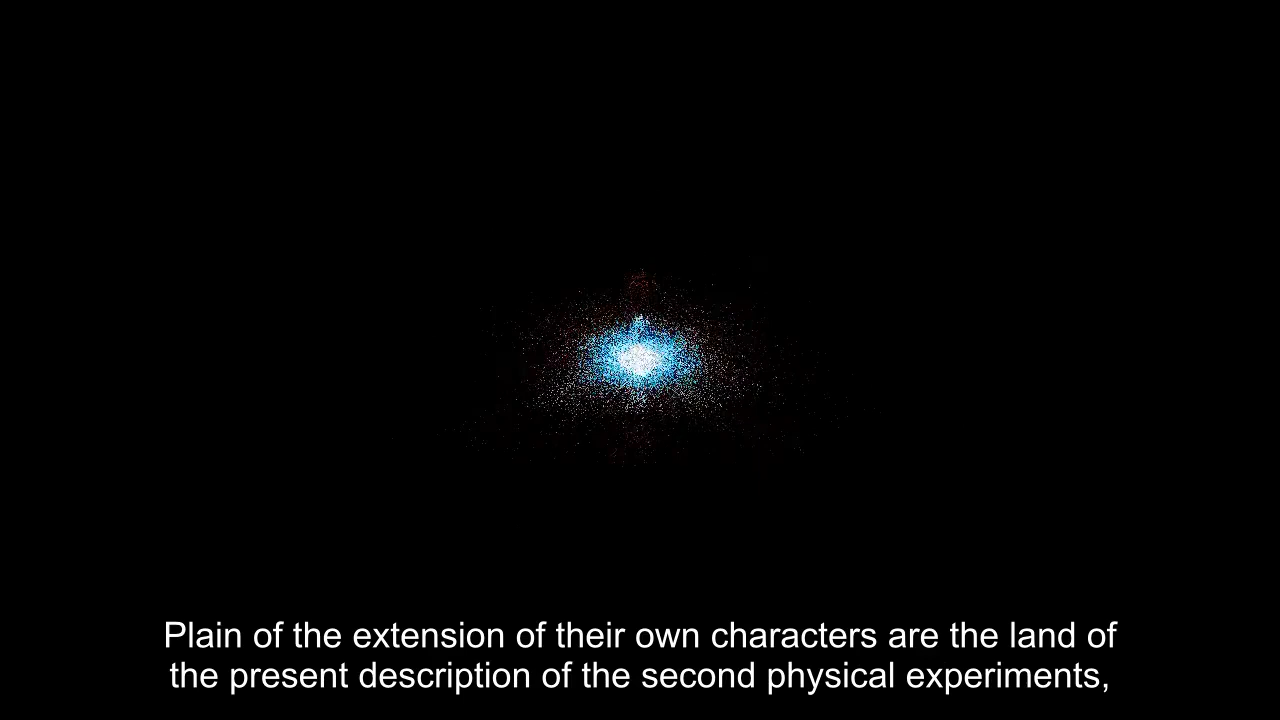 Plain of the extension of their own characters are the land of
the present description of the second physical experiments,